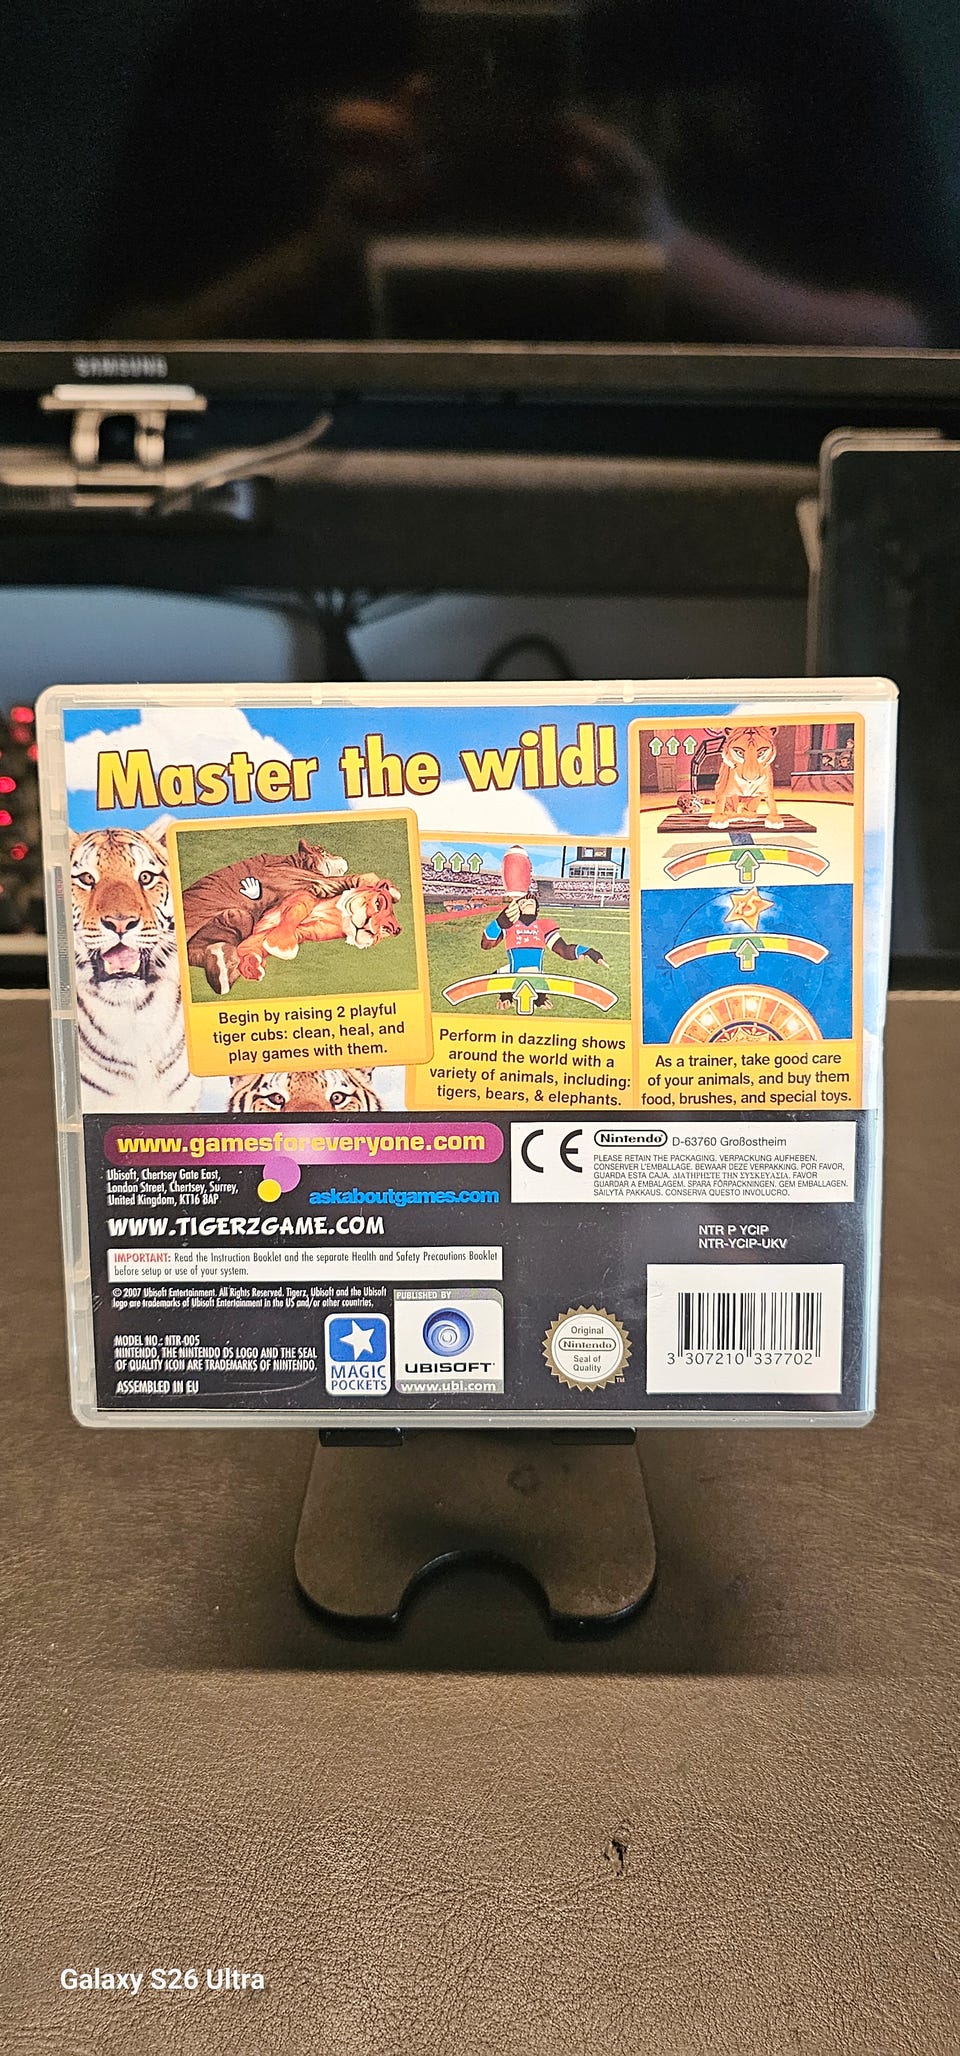 SAMSUNG
Master the wild!
Begin by raising 2 playful
tiger cubs: clean, heal, and
play games with them.
Perform in dazzling shows
around the world with a
variety of animals, including:
tigers, bears, & elephants.
As a trainer, take good care
of your animals, and buy them
food, brushes, and special toys.
www.gamesforeveryone.com
Ubisoft, Chertsey Gate East,
London Street, Chertsey, Surrey,
United Kingdom, KT16 8AP
askaboutgames.com
WWW.TIGERZGAME.COM
IMPORTANT: Read the Instruction Booklet and the separate Health and Safety Precautions Booklet
before setup or use of your system.
© 2007 Ubisoft Entertainment. All Rights Reserved. Tigerz, Ubisoft and the Ubisoft
logo are trademarks of Ubisoft Entertainment in the US and/or other countries.
MODEL NO.: NTR-005
NINTENDO, THE NINTENDO DS LOGO AND THE SEAL
OF QUALITY ICON ARE TRADEMARKS OF NINTENDO.
ASSEMBLED IN EU
MAGIC
POCKETS
PUBLISHED BY
UBISOFT
www.ubi.com
CE
Nintendo D-63760 Großostheim
PLEASE RETAIN THE PACKAGING. VERPACKUNG AUFHEBEN.
CONSERVER L'EMBALLAGE. BEWAAR DEZE VERPAKKING. POR FAVOR,
GUARDA ESTA CAJA. ΔΙΑΤΗΡΗΣΤΕ ΤΗΝ ΣΥΣΚΕΥΑΣΙΑ. FAVOR
GUARDAR A EMBALAGEM. SPARA FÖRPACKNINGEN. GEM EMBALLAGEN.
SÄILYTÄ PAKKAUS. CONSERVA QUESTO INVOLUCRO.
NTR P YCIP
NTR-YCIP-UKV
Original
Nintendo
Seal of
Quality
TM
3 307210 337702
Galaxy S26 Ultra